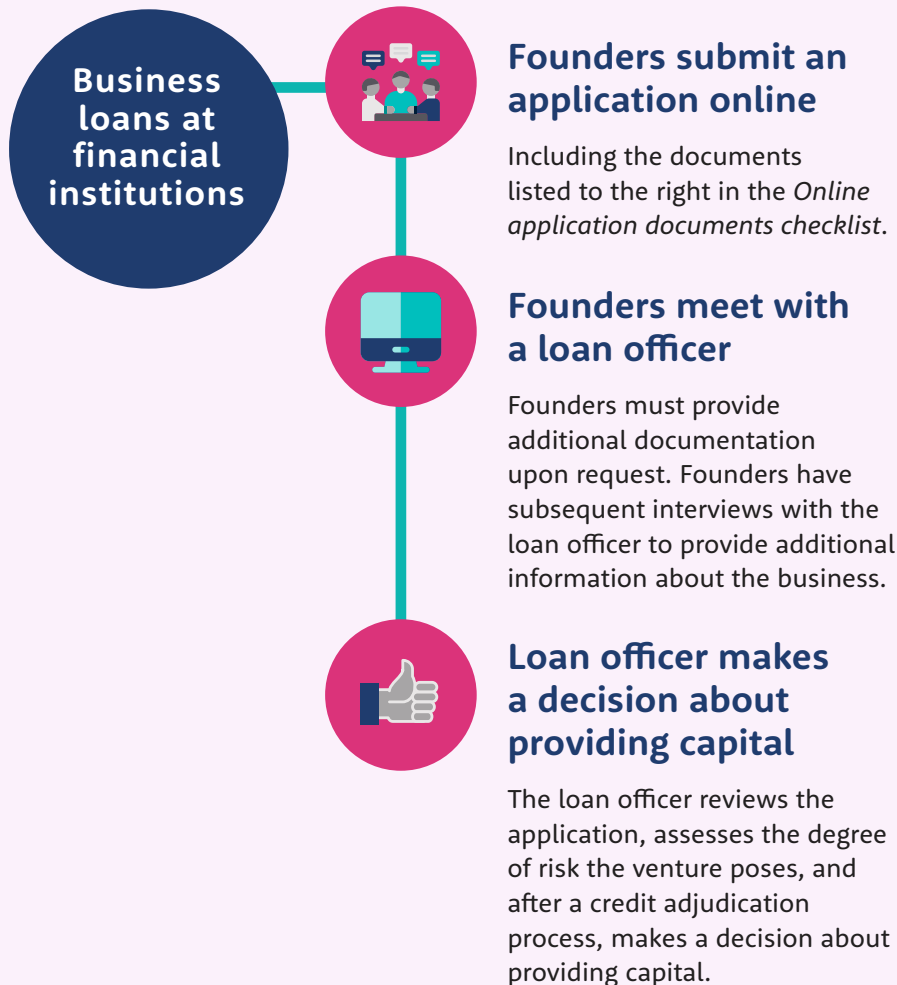 Business
loans at
financial
institutions
Founders submit an
application online
Including the documents
listed to the right in the Online
application documents checklist.
Founders meet with
a loan officer
Founders must provide
additional documentation
upon request. Founders have
subsequent interviews with the
loan officer to provide additional
information about the business.
Loan officer makes
a decision about
providing capital
The loan officer reviews the
application, assesses the degree
of risk the venture poses, and
after a credit adjudication
process, makes a decision about
providing capital.